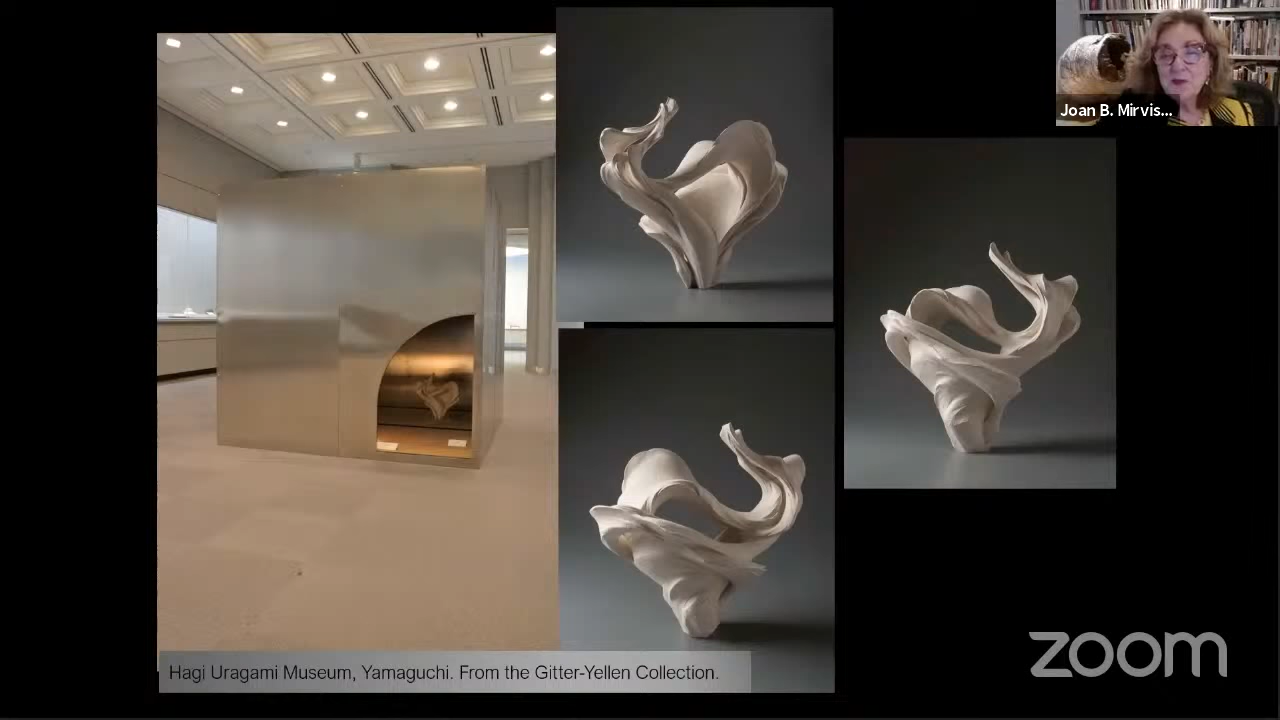 Joan B. Mirvis...
Hagi Uragami Museum, Yamaguchi. From the Gitter-Yellen Collection.
zoom